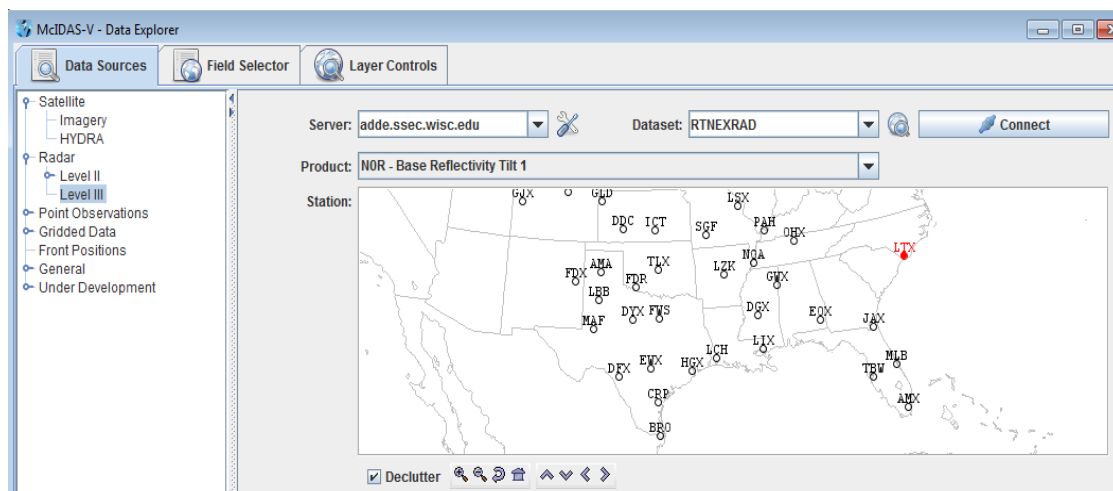 McIDAS-V - Data Explorer
Data Sources
Field Selector
Layer Controls
Satellite
Imagery
HYDRA
Radar
Level II
Level III
Point Observations
Gridded Data
Front Positions
General
Under Development
Server: adde.ssec.wisc.edu Dataset: RTNEXRAD Connect
Product: N0R - Base Reflectivity Tilt 1
Station:
GJX GLD LSX
DDC ICT SGF PAH OHX
LTX
FDX AMA TLX LZK NQA
LBB FDR GWX
MAF DYX FWS DGX EOX JAX
DFX EWX HGX LCH LIX TBW MLB
CRP AMX
BRO
Declutter